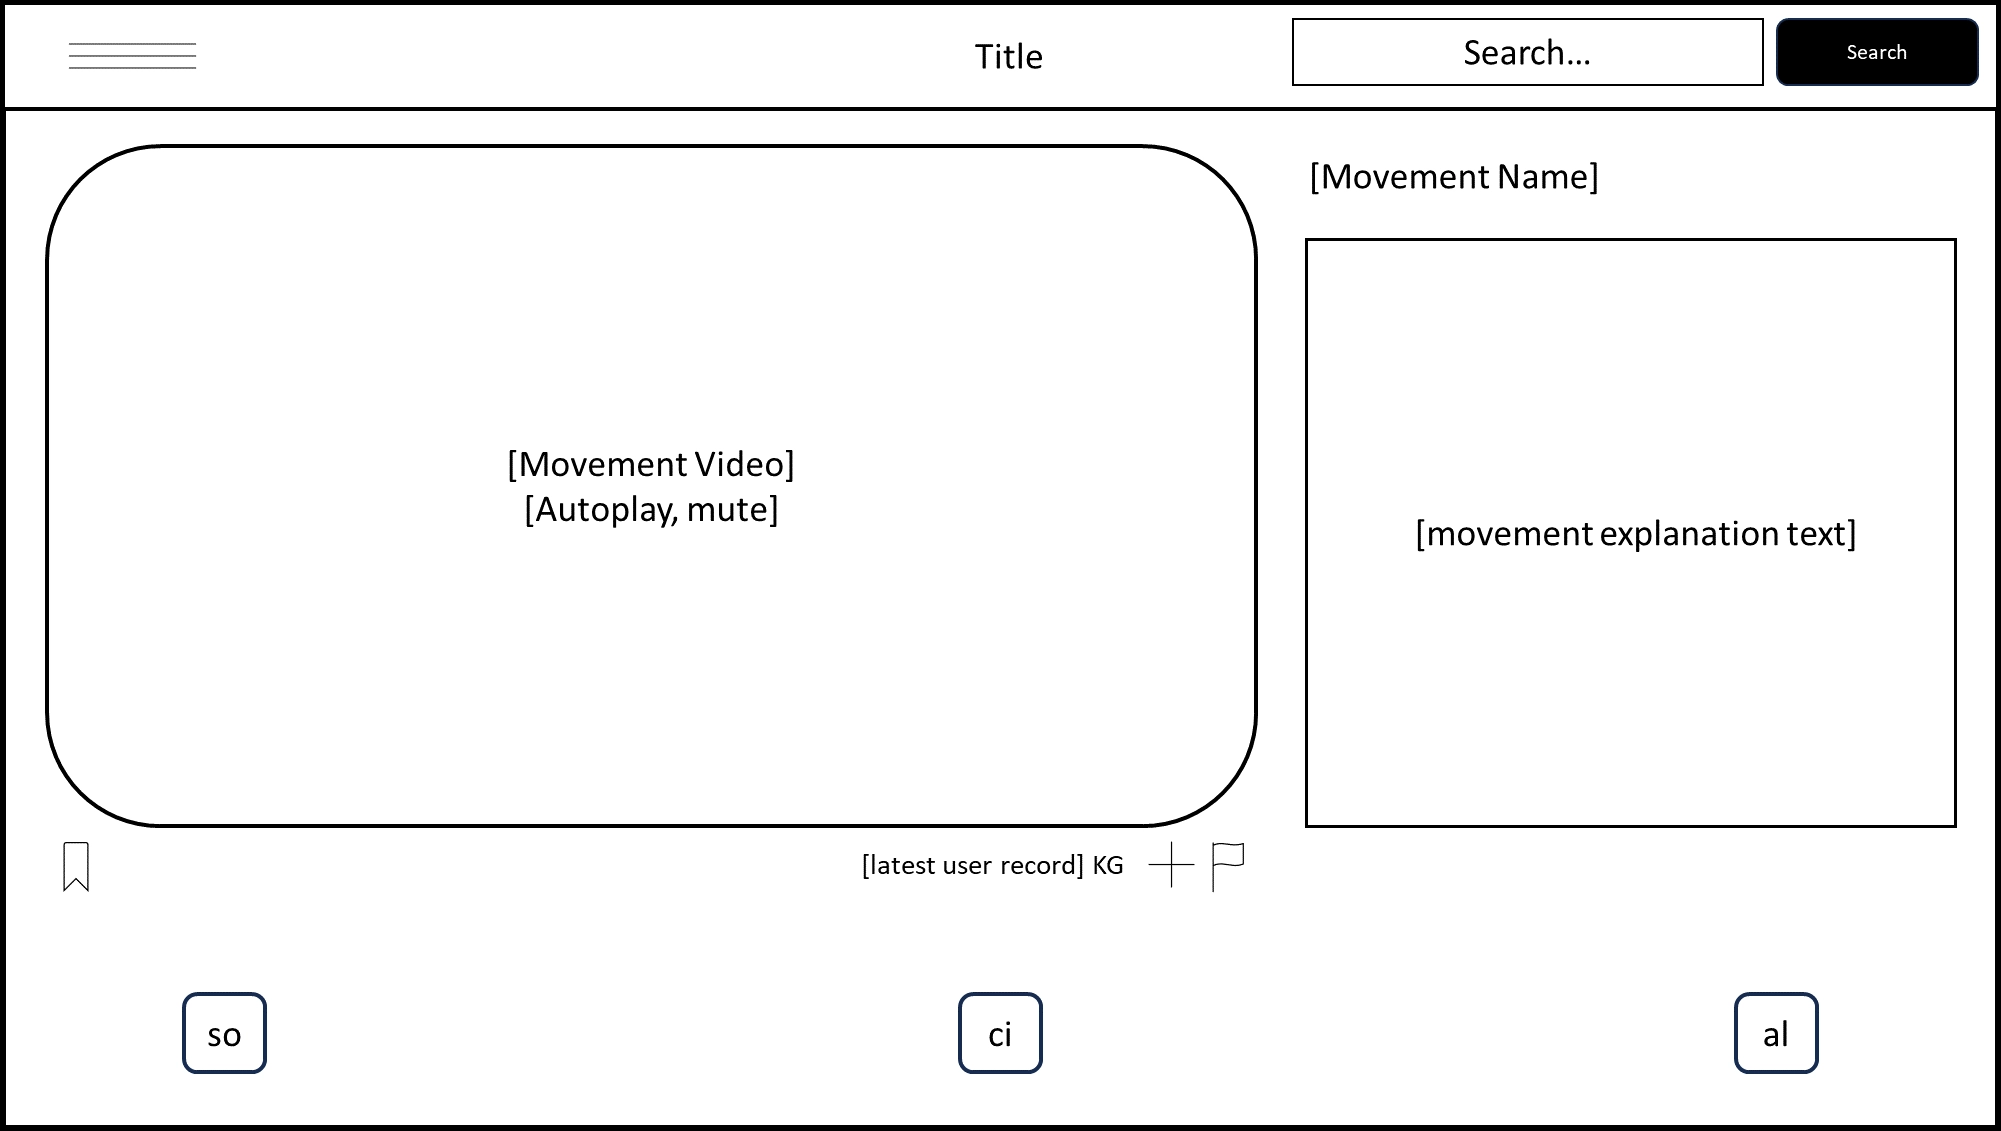 Title
Search...
Search
[Movement Name]
[Movement Video]
[Autoplay, mute]
[movement explanation text]
[latest user record] KG
so
ci
al